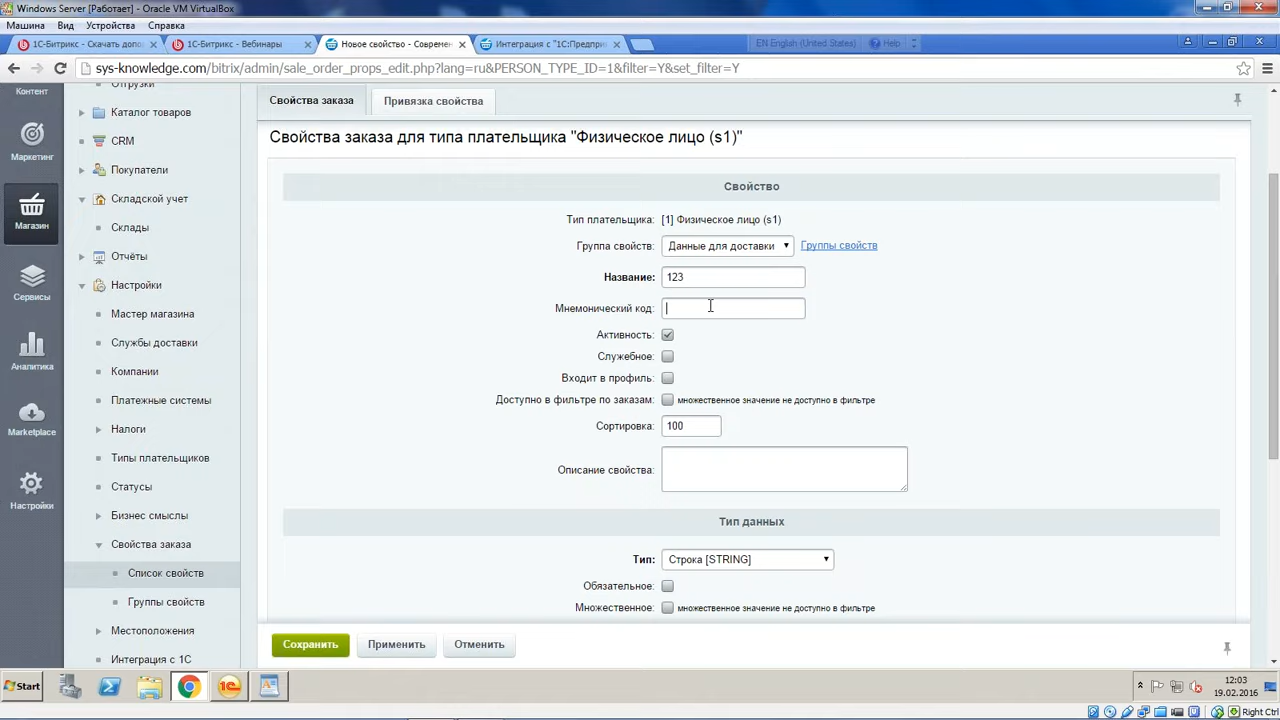 Windows Server [Работает] - Oracle VM VirtualBox
Машина Вид Устройства Справка
1С-Битрикс - Скачать допо
1С-Битрикс - Вебинары
Новое свойство - Современ
Интеграция с "1С:Предпри
EN English (United States) Help
sys-knowledge.com/bitrix/admin/sale_order_props_edit.php?lang=ru&PERSON_TYPE_ID=1&filter=Y&set_filter=Y
Контент
Маркетинг
Магазин
Сервисы
Аналитика
Marketplace
Настройки
Отгрузки
Каталог товаров
CRM
Покупатели
Складской учет
Склады
Отчёты
Настройки
Мастер магазина
Службы доставки
Компании
Платежные системы
Налоги
Типы плательщиков
Статусы
Бизнес смыслы
Свойства заказа
Список свойств
Группы свойств
Местоположения
Интеграция с 1С
Свойства заказа Привязка свойства
Свойства заказа для типа плательщика "Физическое лицо (s1)"
Свойство
Тип плательщика: [1] Физическое лицо (s1)
Группа свойств: Данные для доставки Группы свойств
Название: 123
Мнемонический код:
Активность:
Служебное:
Входит в профиль:
Доступно в фильтре по заказам: множественное значение не доступно в фильтре
Сортировка: 100
Описание свойства:
Тип данных
Тип: Строка [STRING]
Обязательное:
Множественное: множественное значение не доступно в фильтре
Сохранить Применить Отменить
Start
12:03
19.02.2016
Right Ctrl